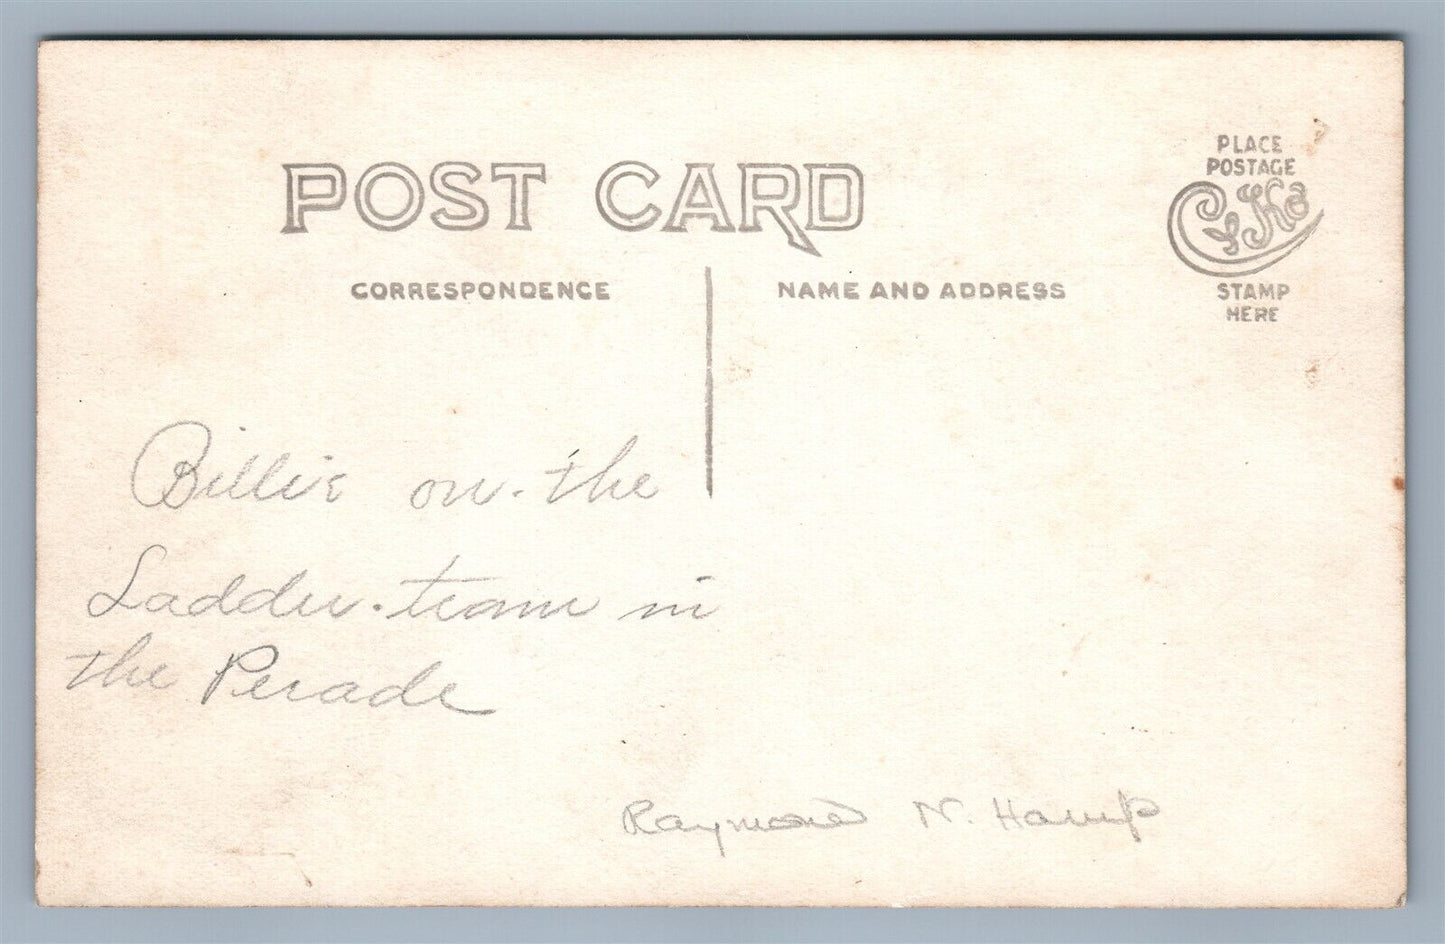 POST CARD
CORRESPONDENCE
NAME AND ADDRESS
PLACE
POSTAGE
STAMP
HERE
Billie on the
Ladder team in
the Perade
Raymond N. Hamp